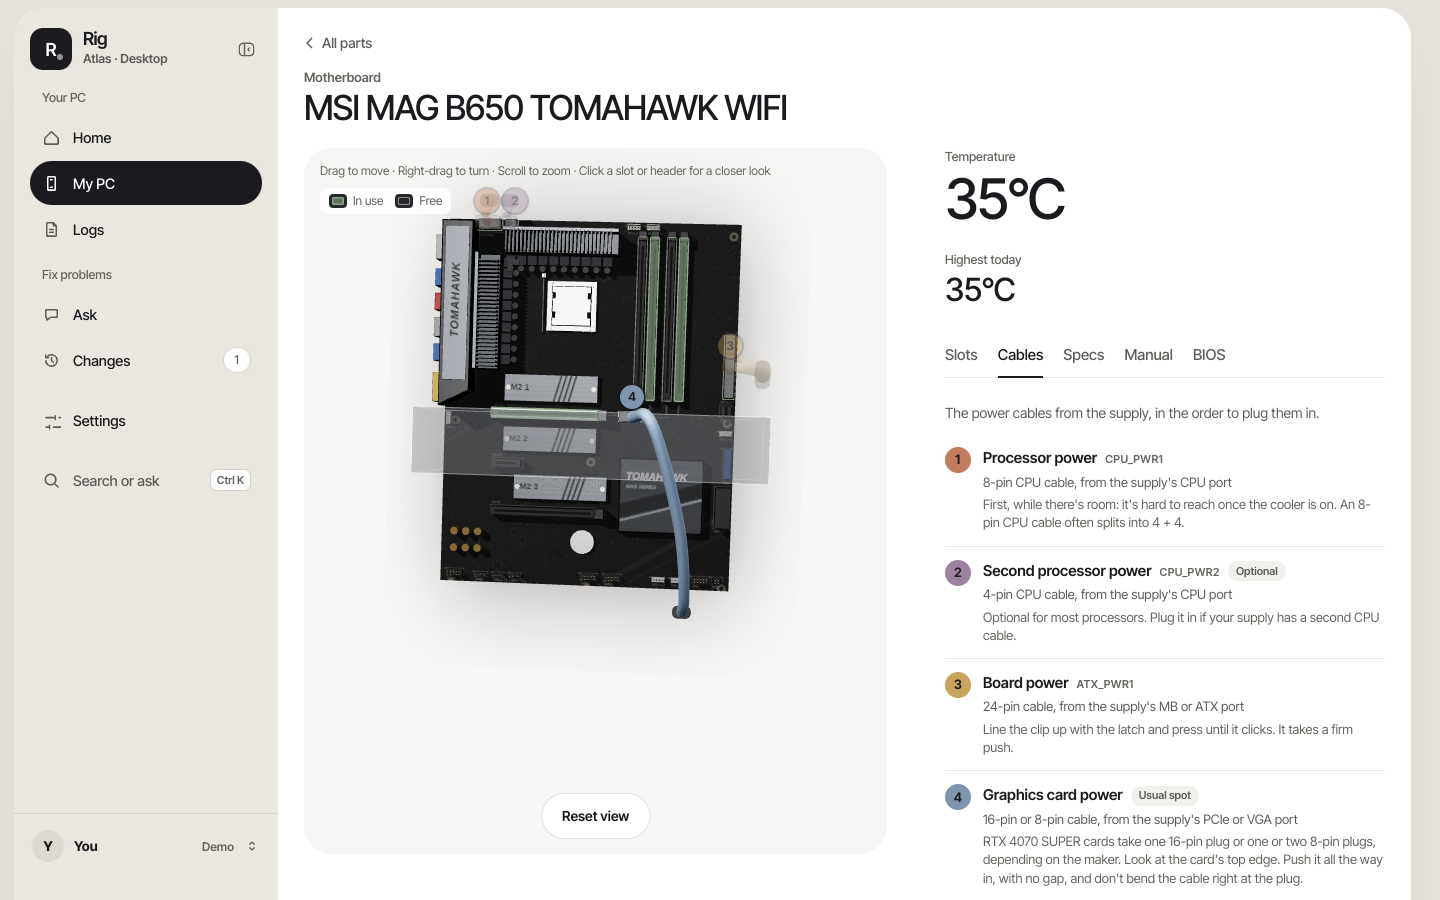 R.
Rig
Atlas · Desktop
Your PC
Home
My PC
Logs
Fix problems
Ask
Changes
1
Settings
Search or ask
Ctrl K
Y
You
Demo
All parts
Motherboard
MSI MAG B650 TOMAHAWK WIFI
Drag to move · Right-drag to turn · Scroll to zoom · Click a slot or header for a closer look
In use
Free
1
2
TOMAHAWK
3
M2 1
4
M2 2
TOMAHAWK
M2 3
Reset view
Temperature
35°C
Highest today
35°C
Slots
Cables
Specs
Manual
BIOS
The power cables from the supply, in the order to plug them in.
1
Processor power CPU_PWR1
8-pin CPU cable, from the supply's CPU port
First, while there's room: it's hard to reach once the cooler is on. An 8-
pin CPU cable often splits into 4 + 4.
2
Second processor power CPU_PWR2 Optional
4-pin CPU cable, from the supply's CPU port
Optional for most processors. Plug it in if your supply has a second CPU
cable.
3
Board power ATX_PWR1
24-pin cable, from the supply's MB or ATX port
Line the clip up with the latch and press until it clicks. It takes a firm
push.
4
Graphics card power Usual spot
16-pin or 8-pin cable, from the supply's PCIe or VGA port
RTX 4070 SUPER cards take one 16-pin plug or one or two 8-pin plugs,
depending on the maker. Look at the card's top edge. Push it all the way
in, with no gap, and don't bend the cable right at the plug.